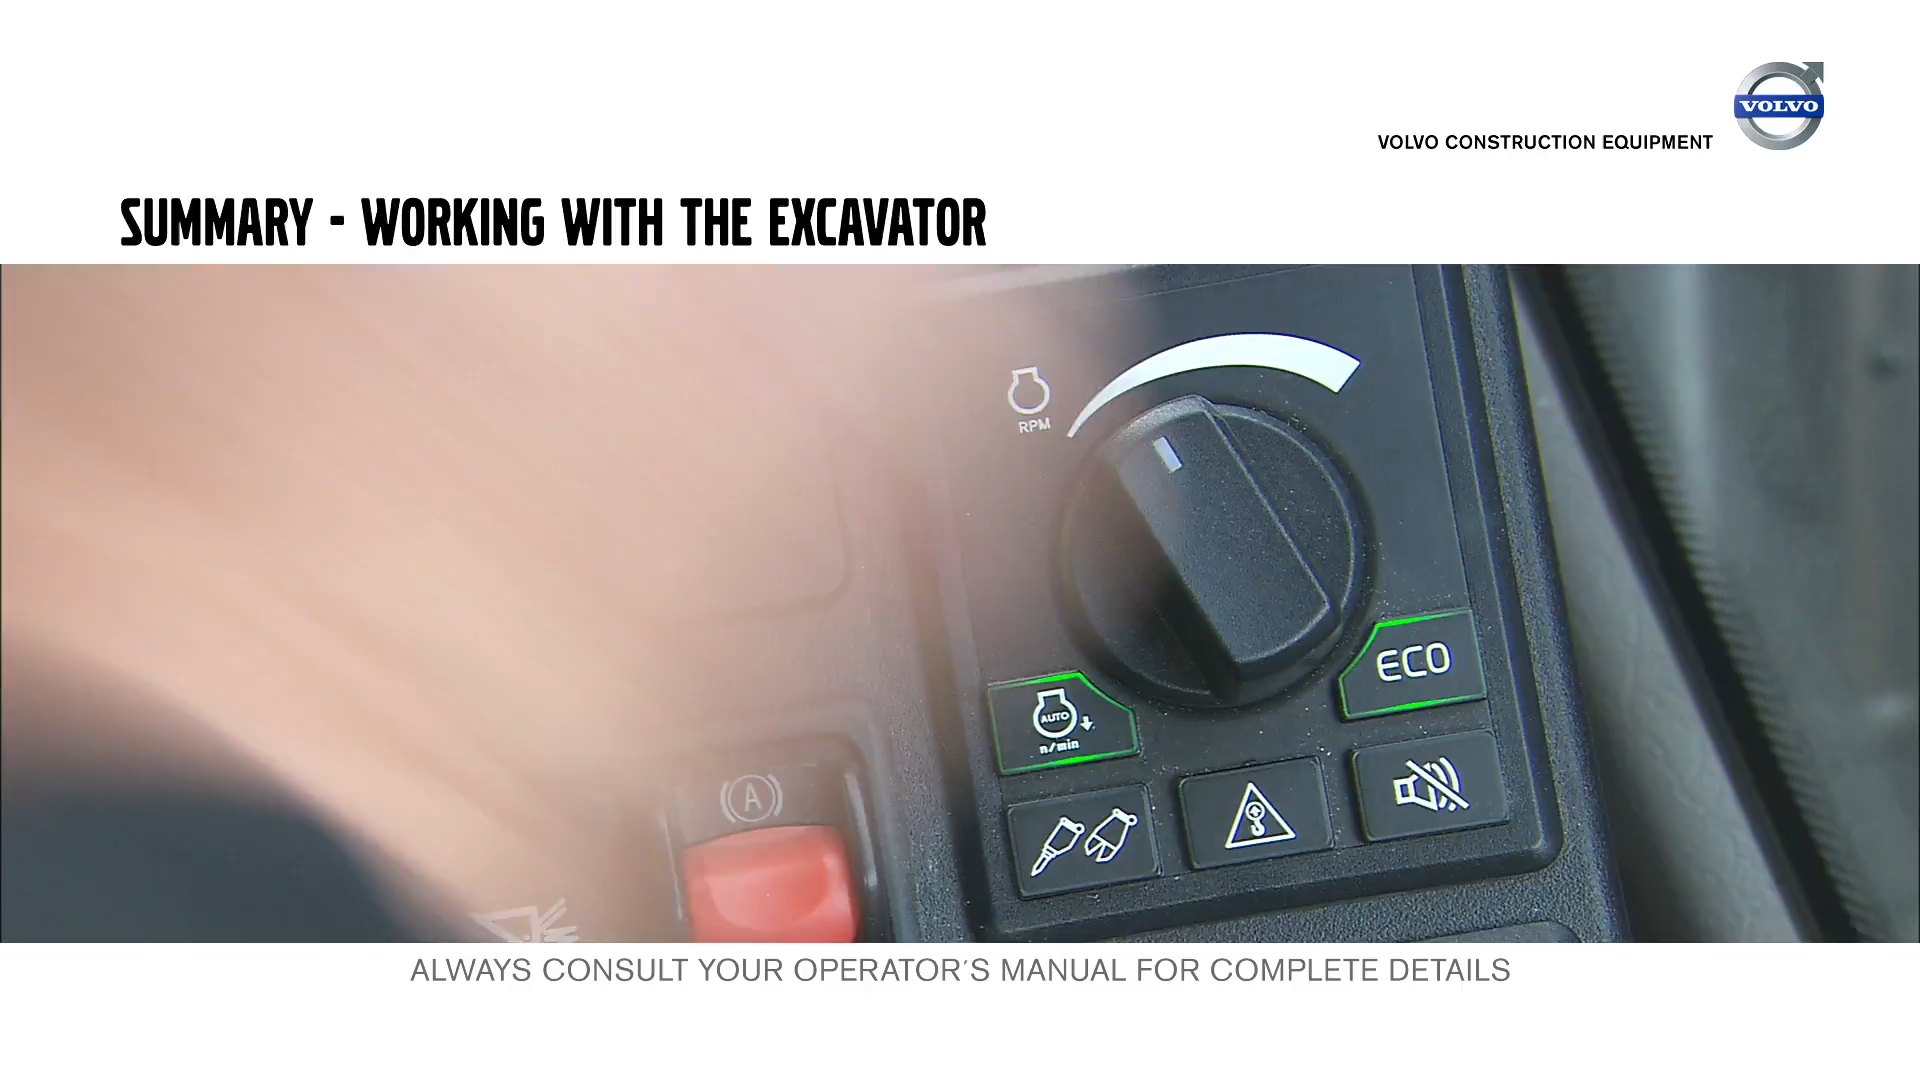 VOLVO
VOLVO CONSTRUCTION EQUIPMENT
SUMMARY - WORKING WITH THE EXCAVATOR
RPM
ECO
AUTO
n/min
A
ALWAYS CONSULT YOUR OPERATOR'S MANUAL FOR COMPLETE DETAILS